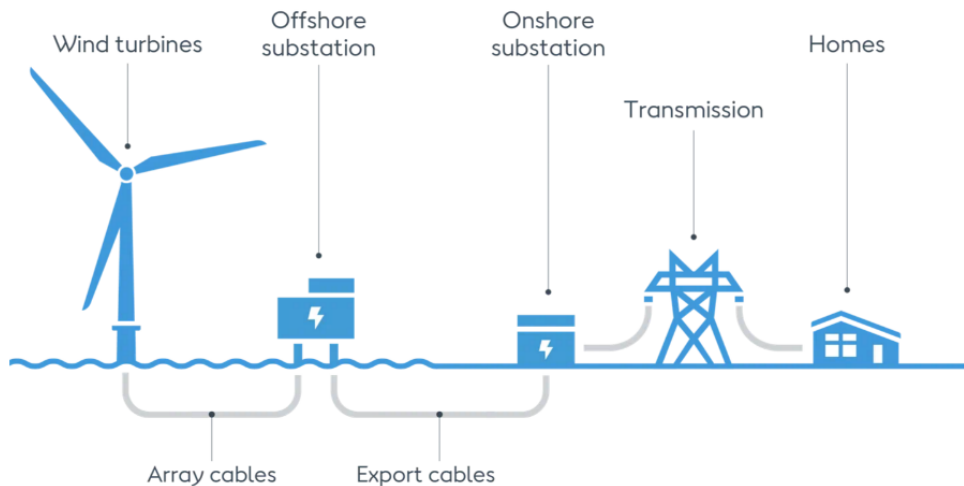 Wind turbines
Offshore
substation
Onshore
substation
Homes
Transmission
Array cables
Export cables